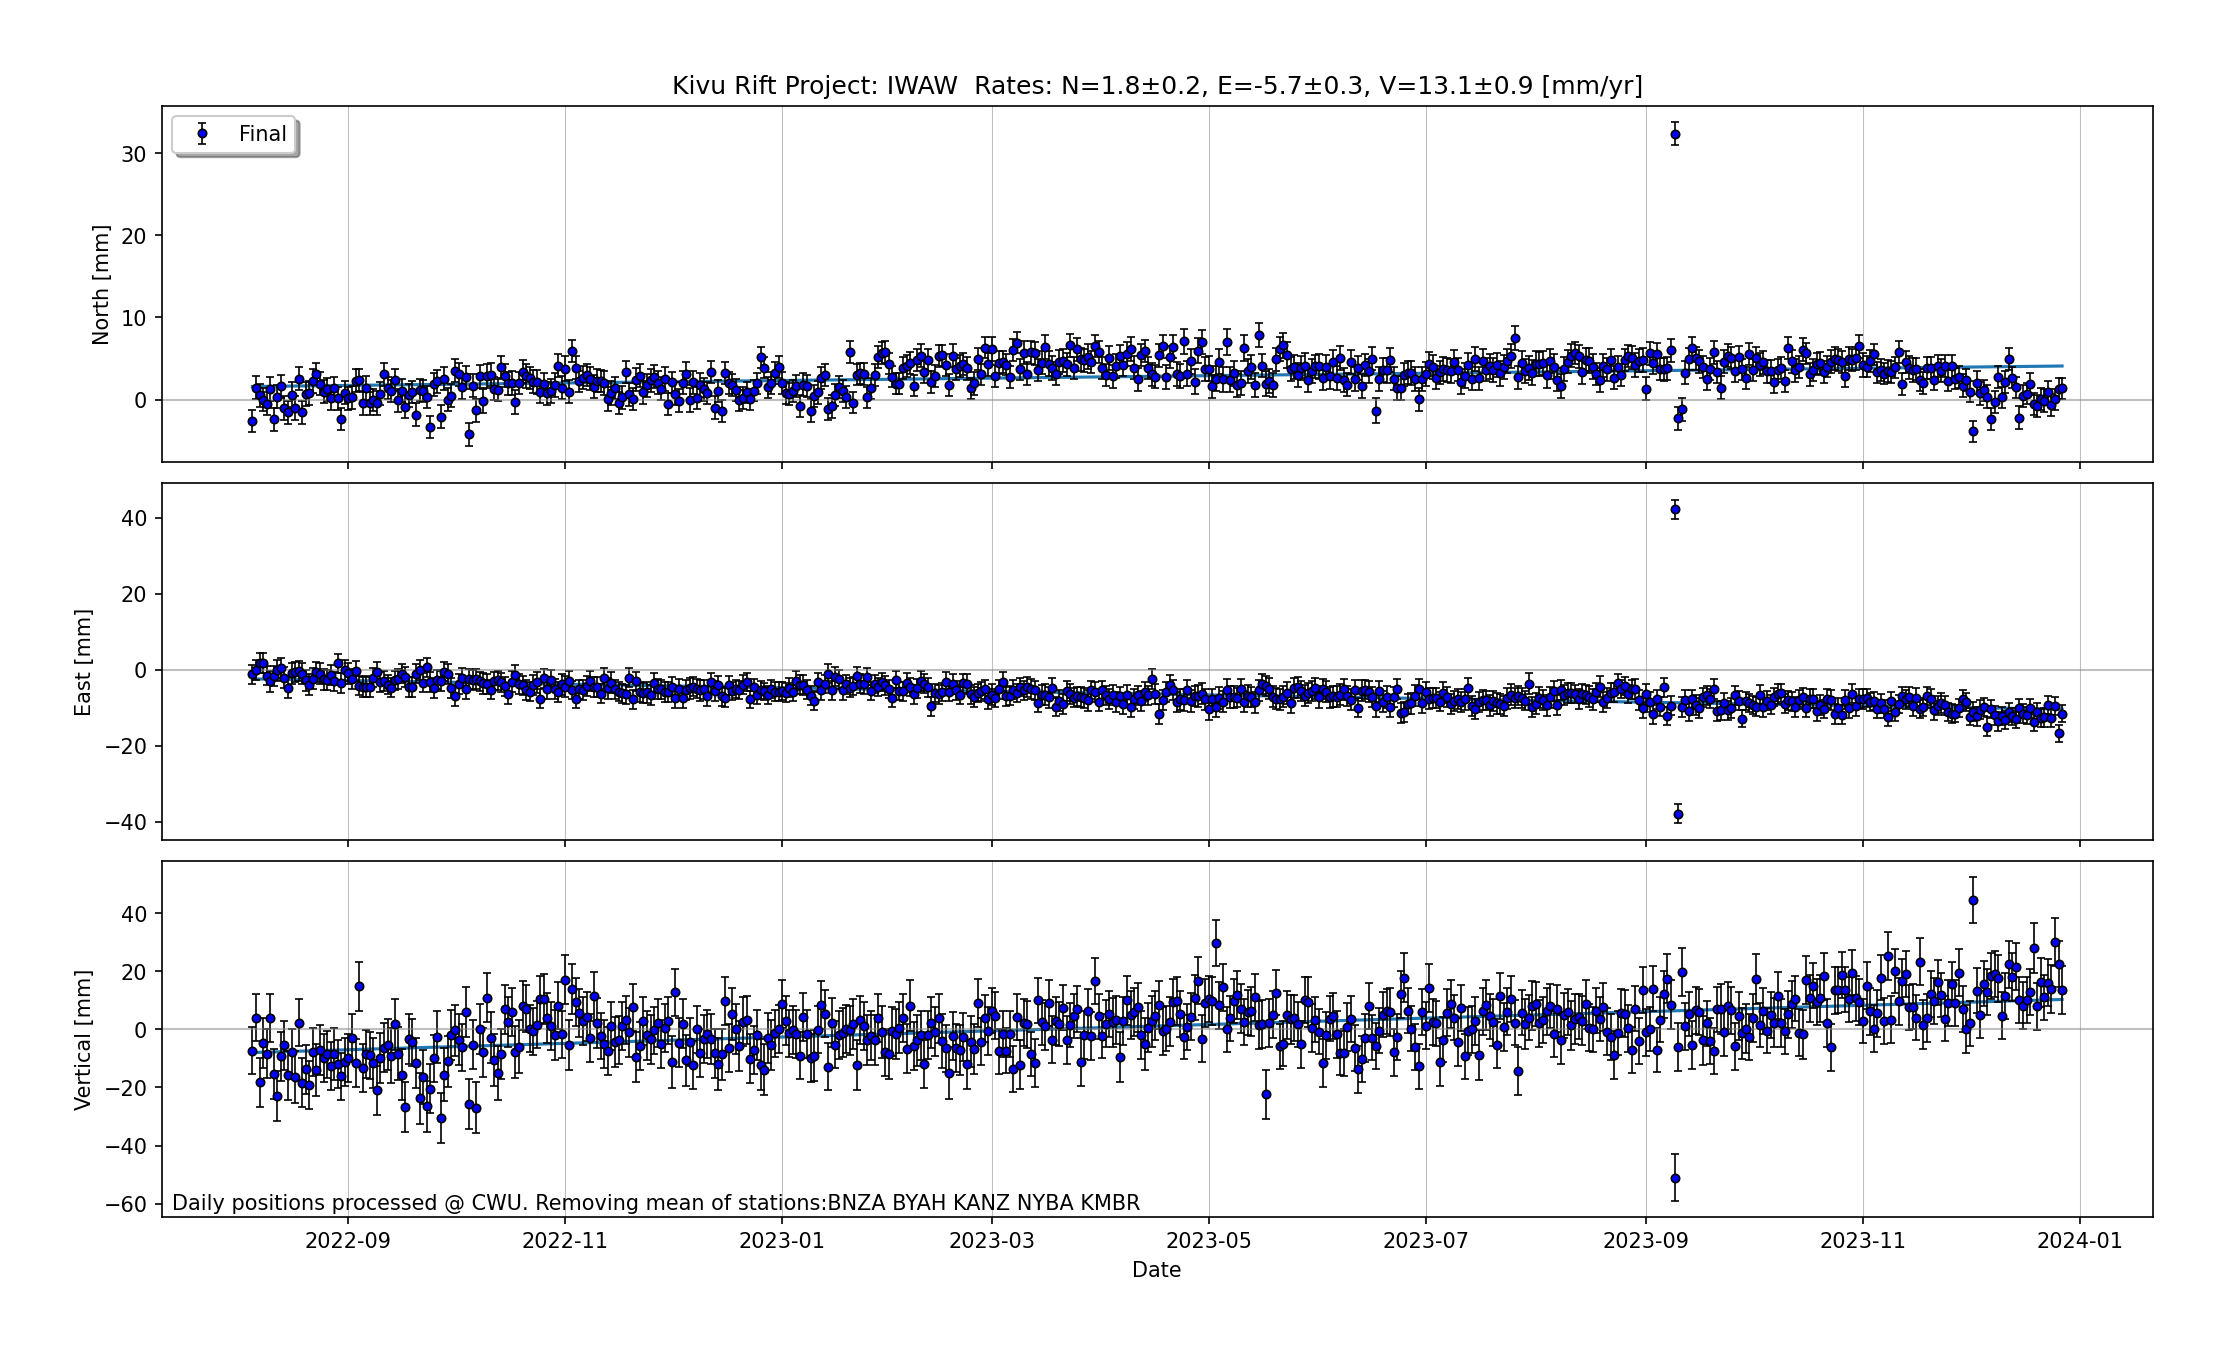 Kivu Rift Project: IWAW  Rates: N=1.8±0.2, E=-5.7±0.3, V=13.1±0.9 [mm/yr]
Final
North [mm]
30
20
10
0
East [mm]
40
20
0
−20
−40
Vertical [mm]
40
20
0
−20
−40
−60
Daily positions processed @ CWU. Removing mean of stations:BNZA BYAH KANZ NYBA KMBR
2022-09 2022-11 2023-01 2023-03 2023-05 2023-07 2023-09 2023-11 2024-01
Date